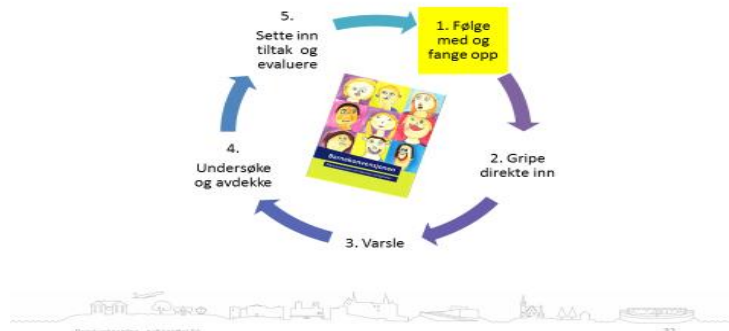 5.
Sette inn
tiltak og
evaluere
1. Følge
med og
fange opp
2. Gripe
direkte inn
3. Varsle
4.
Undersøke
og avdekke
Barnekonvensjonen